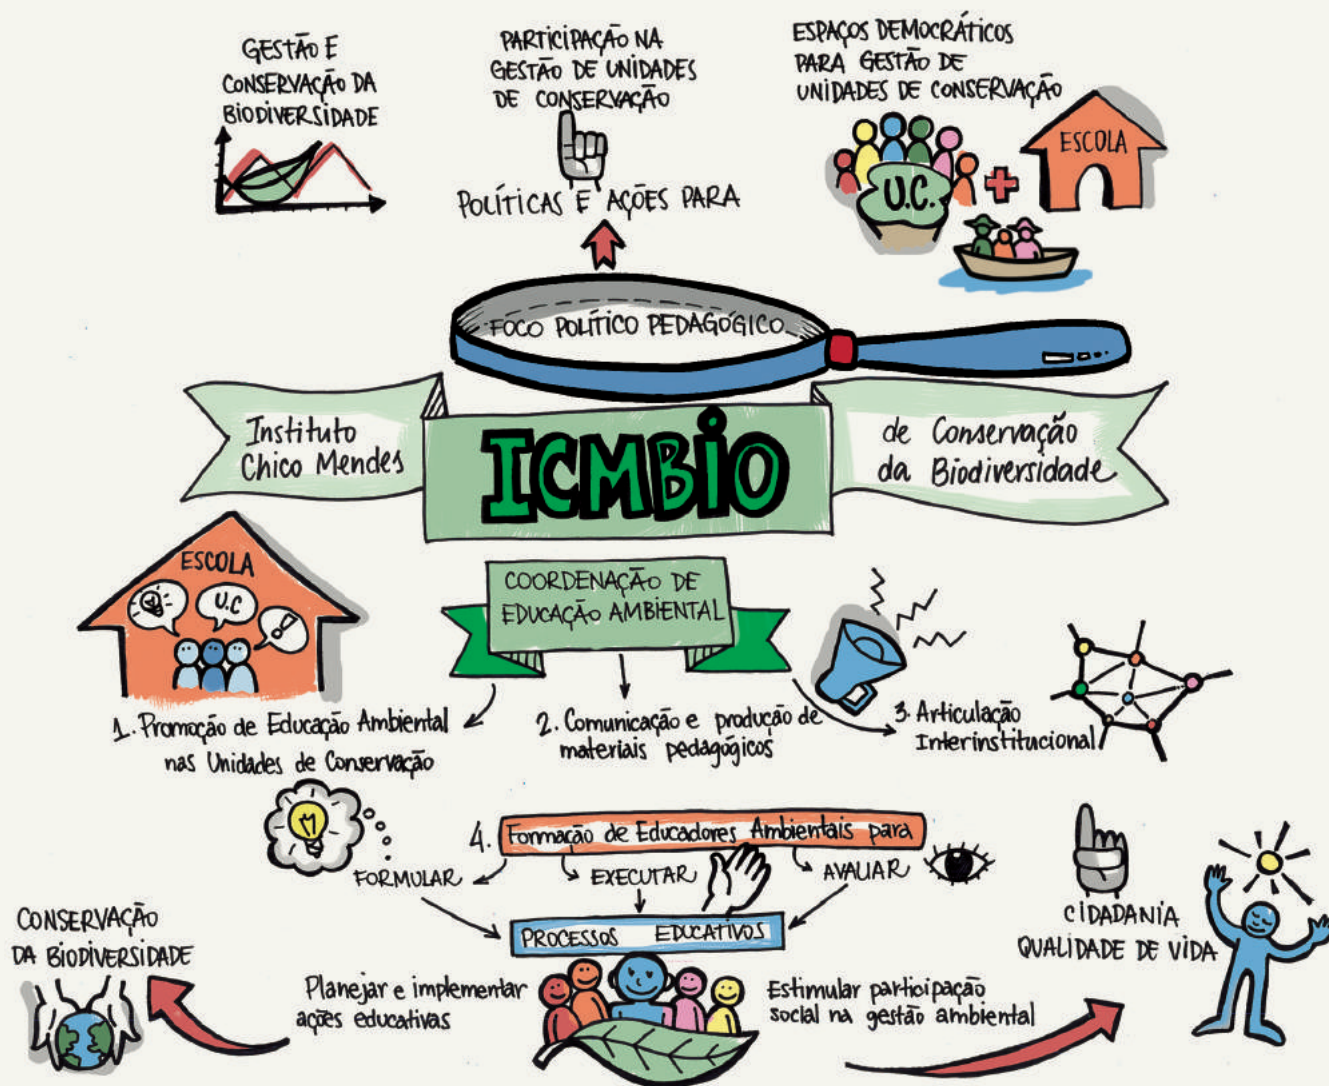 GESTÃO E
CONSERVAÇÃO DA
BIODIVERSIDADE
PARTICIPAÇÃO NA
GESTÃO DE UNIDADES
DE CONSERVAÇÃO
ESPAÇOS DEMOCRÁTICOS
PARA GESTÃO DE
UNIDADES DE CONSERVAÇÃO
ESCOLA
U.C.
POLÍTICAS E AÇÕES PARA
FOCO POLÍTICO PEDAGÓGICO
Instituto
Chico Mendes
ICMBiO
de Conservação
da Biodiversidade
ESCOLA
U.C
!
COORDENAÇÃO DE
EDUCAÇÃO AMBIENTAL
1. Promoção de Educação Ambiental
nas Unidades de Conservação
2. Comunicação e produção de
materiais pedagógicos
3. Articulação
Interinstitucional
4. Formação de Educadores Ambientais para
FORMULAR
EXECUTAR
AVALIAR
PROCESSOS EDUCATIVOS
CONSERVAÇÃO
DA BIODIVERSIDADE
Planejar e implementar
ações educativas
Estimular participação
social na gestão ambiental
CIDADANIA
QUALIDADE DE VIDA